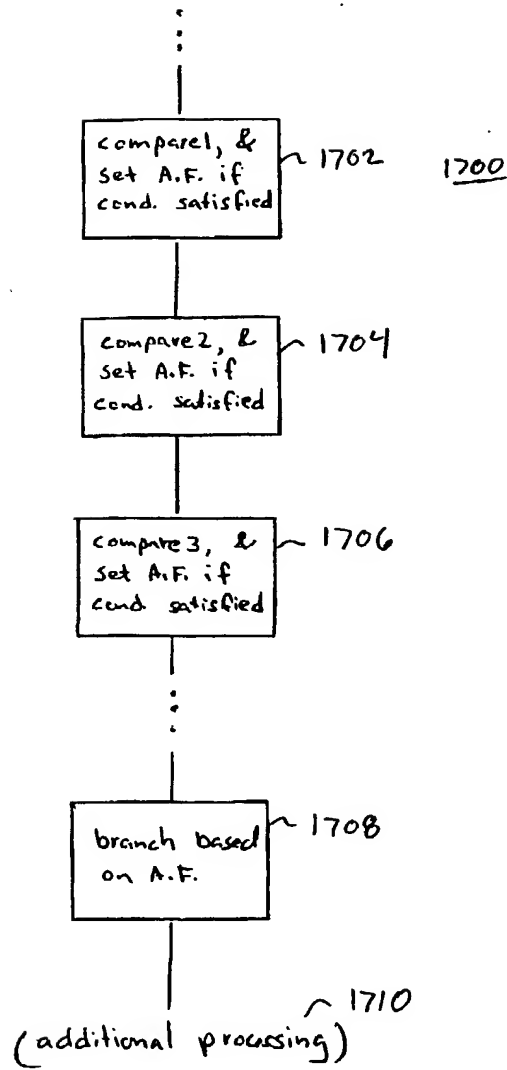 compare1, &
set A.F. if
cond. satisfied
1702
1700
compare2, &
set A.F. if
cond. satisfied
1704
compare3, &
set A.F. if
cond. satisfied
1706
branch based
on A.F.
1708
1710
(additional processing)